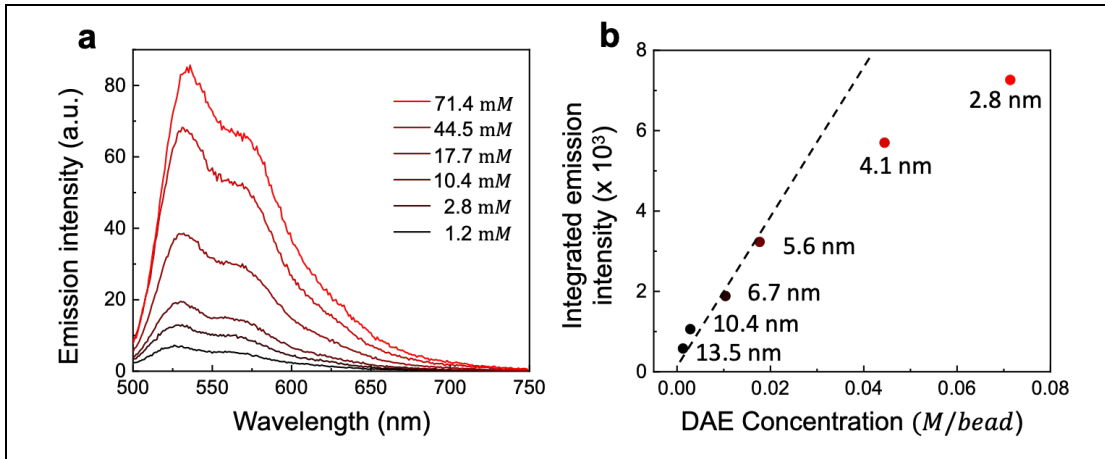 a
80
60
40
20
0
500
550
600
650
700
750
Emission intensity (a.u.)
Wavelength (nm)
71.4 mM
44.5 mM
17.7 mM
10.4 mM
2.8 mM
1.2 mM
b
8
6
4
2
0
0.00
0.02
0.04
0.06
0.08
Integrated emission
intensity (x 10³)
DAE Concentration (M/bead)
2.8 nm
4.1 nm
5.6 nm
6.7 nm
10.4 nm
13.5 nm